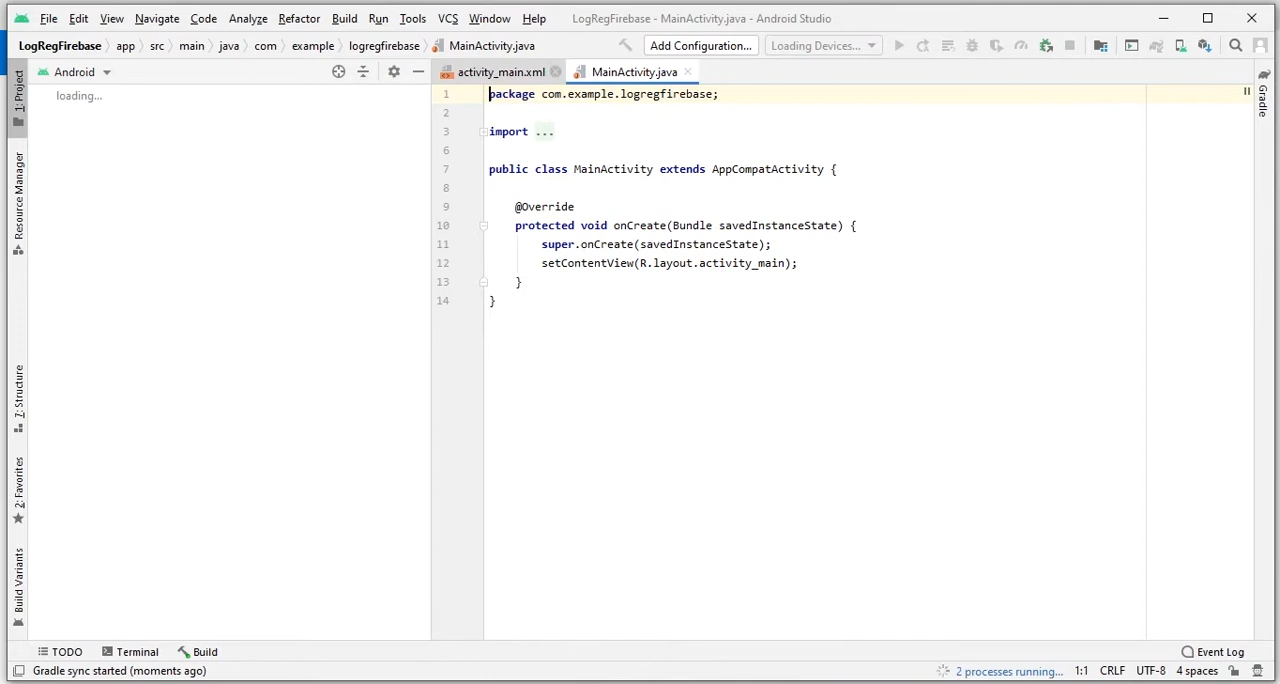 File Edit View Navigate Code Analyze Refactor Build Run Tools VCS Window Help LogRegFirebase - MainActivity.java - Android Studio
LogRegFirebase app src main java com example logregfirebase MainActivity.java Add Configuration... Loading Devices...
Android activity_main.xml MainActivity.java
loading...
1: Project
Resource Manager
7: Structure
2: Favorites
Build Variants
Gradle
1 package com.example.logregfirebase;
2
3 import ...
6
7 public class MainActivity extends AppCompatActivity {
8
9 @Override
10 protected void onCreate(Bundle savedInstanceState) {
11 super.onCreate(savedInstanceState);
12 setContentView(R.layout.activity_main);
13 }
14 }
TODO Terminal Build Event Log
Gradle sync started (moments ago) 2 processes running... 1:1 CRLF UTF-8 4 spaces